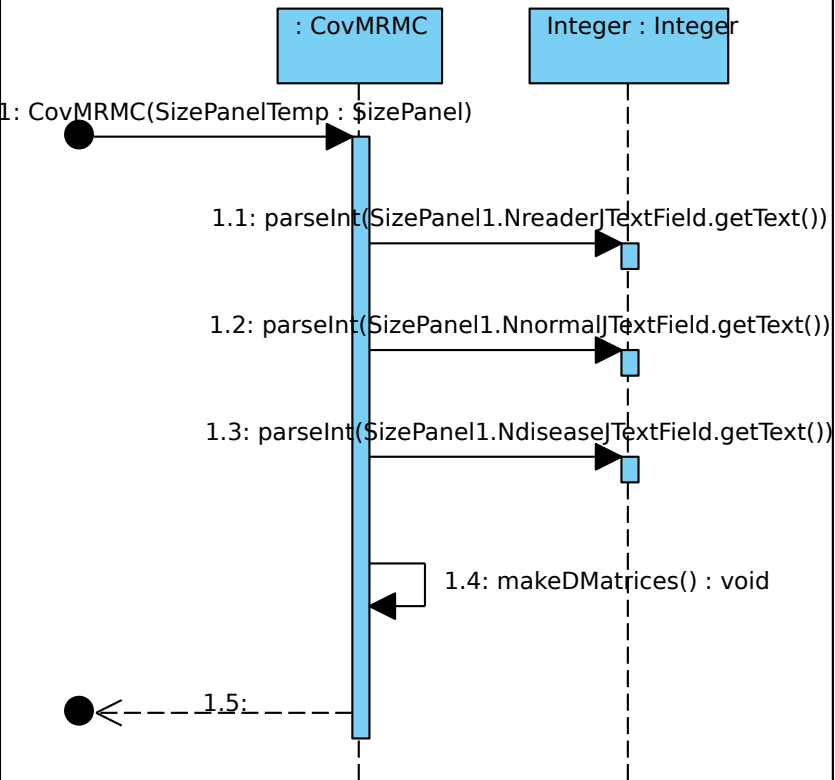 : CovMRMC
Integer : Integer
1: CovMRMC(SizePanelTemp : SizePanel)
1.1: parseInt(SizePanel1.NreaderJTextField.getText())
1.2: parseInt(SizePanel1.NnormalJTextField.getText())
1.3: parseInt(SizePanel1.NdiseaseJTextField.getText())
1.4: makeDMatrices() : void
1.5: